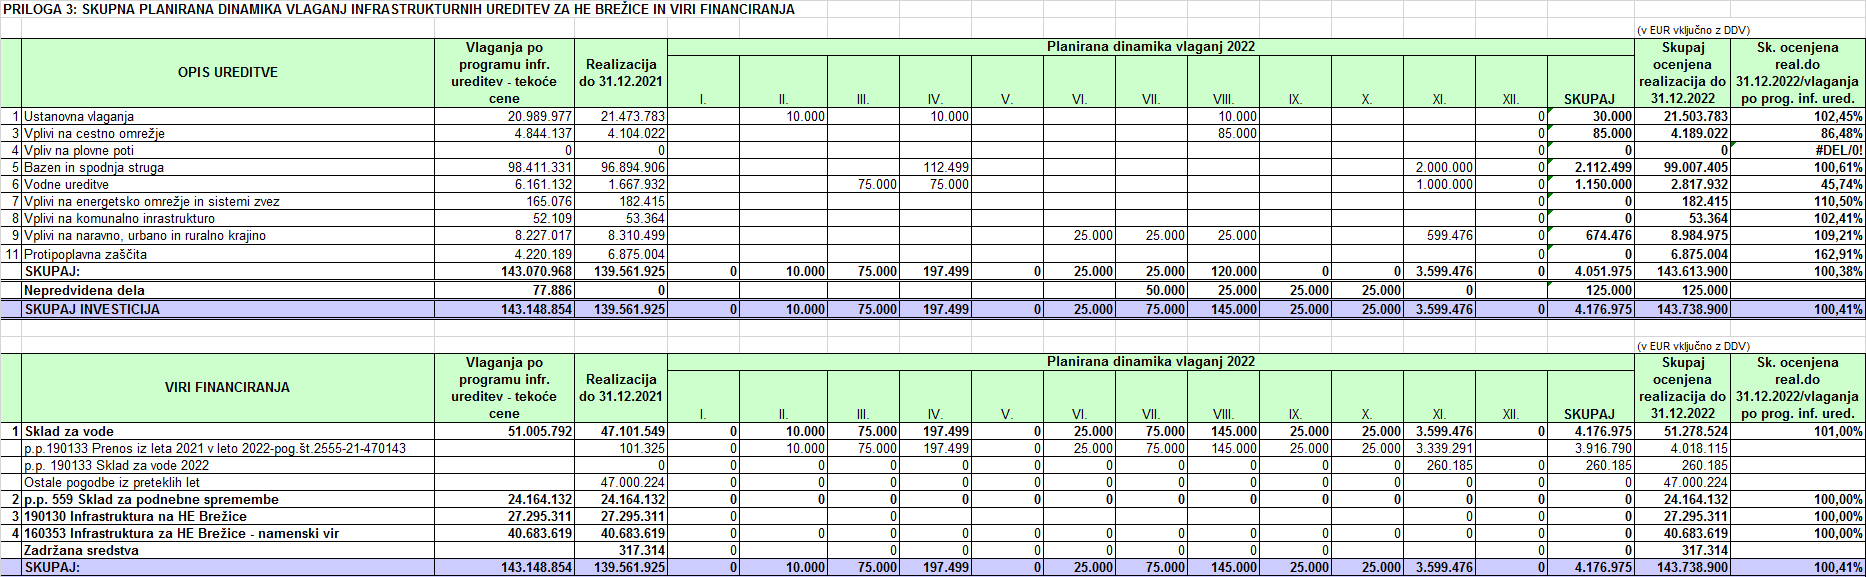 PRILOGA 3: SKUPNA PLANIRANA DINAMIKA VLAGANJ INFRASTRUKTURNIH UREDITEV ZA HE BREŽICE IN VIRI FINANCIRANJA
(v EUR vključno z DDV)
OPIS UREDITVE
Vlaganja po programu infr. ureditev - tekoče cene
Realizacija do 31.12.2021
Planirana dinamika vlaganj 2022
Skupaj ocenjena realizacija do 31.12.2022
Sk. ocenjena real.do 31.12.2022/vlaganja po prog. inf. ured.
I. II. III. IV. V. VI. VII. VIII. IX. X. XI. XII. SKUPAJ
1 Ustanovna vlaganja 20.989.977 21.473.783 10.000 10.000 10.000 0 30.000 21.503.783 102,45%
3 Vplivi na cestno omrežje 4.844.137 4.104.022 85.000 0 85.000 4.189.022 86,48%
4 Vpliv na plovne poti 0 0 0 0 0 #DEL/0!
5 Bazen in spodnja struga 98.411.331 96.894.906 112.499 2.000.000 0 2.112.499 99.007.405 100,61%
6 Vodne ureditve 6.161.132 1.667.932 75.000 75.000 1.000.000 0 1.150.000 2.817.932 45,74%
7 Vplivi na energetsko omrežje in sistemi zvez 165.076 182.415 0 0 182.415 110,50%
8 Vplivi na komunalno inrastrukturo 52.109 53.364 0 0 53.364 102,41%
9 Vplivi na naravno, urbano in ruralno krajino 8.227.017 8.310.499 25.000 25.000 25.000 599.476 0 674.476 8.984.975 109,21%
11 Protipoplavna zaščita 4.220.189 6.875.004 0 0 6.875.004 162,91%
SKUPAJ: 143.070.968 139.561.925 0 10.000 75.000 197.499 0 25.000 25.000 120.000 0 0 3.599.476 0 4.051.975 143.613.900 100,38%
Nepredvidena dela 77.886 0 50.000 25.000 25.000 25.000 0 125.000 125.000
SKUPAJ INVESTICIJA 143.148.854 139.561.925 0 10.000 75.000 197.499 0 25.000 75.000 145.000 25.000 25.000 3.599.476 0 4.176.975 143.738.900 100,41%
(v EUR vključno z DDV)
VIRI FINANCIRANJA
Vlaganja po programu infr. ureditev - tekoče cene
Realizacija do 31.12.2021
Planirana dinamika vlaganj 2022
Skupaj ocenjena realizacija do 31.12.2022
Sk. ocenjena real.do 31.12.2022/vlaganja po prog. inf. ured.
I. II. III. IV. V. VI. VII. VIII. IX. X. XI. XII. SKUPAJ
1 Sklad za vode 51.005.792 47.101.549 0 10.000 75.000 197.499 0 25.000 75.000 145.000 25.000 25.000 3.599.476 0 4.176.975 51.278.524 101,00%
p.p.190133 Prenos iz leta 2021 v leto 2022-pog.št.2555-21-470143 101.325 0 10.000 75.000 197.499 0 25.000 75.000 145.000 25.000 25.000 3.339.291 3.916.790 4.018.115
p.p. 190133 Sklad za vode 2022 0 0 0 0 0 0 0 0 0 0 0 260.185 0 260.185 260.185
Ostale pogodbe iz preteklih let 47.000.224 0 47.000.224
2 p.p. 559 Sklad za podnebne spremembe 24.164.132 24.164.132 0 0 0 0 0 0 0 0 0 0 0 0 0 24.164.132 100,00%
3 190130 Infrastruktura na HE Brežice 27.295.311 27.295.311 0 0 0 0 0 27.295.311 100,00%
4 160353 Infrastruktura za HE Brežice - namenski vir 40.683.619 40.683.619 0 0 0 0 0 0 0 0 0 0 0 0 0 40.683.619 100,00%
Zadržana sredstva 317.314 0 0 0 0 0 317.314
SKUPAJ: 143.148.854 139.561.925 0 10.000 75.000 197.499 0 25.000 75.000 145.000 25.000 25.000 3.599.476 0 4.176.975 143.738.900 100,41%